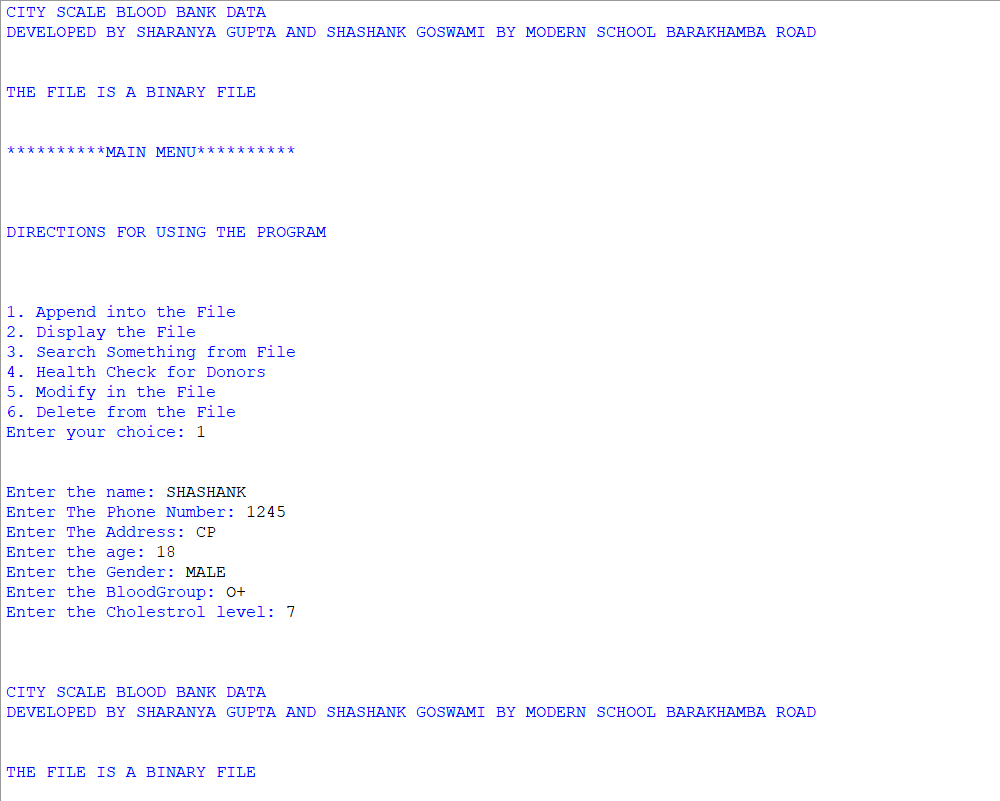 CITY SCALE BLOOD BANK DATA
DEVELOPED BY SHARANYA GUPTA AND SHASHANK GOSWAMI BY MODERN SCHOOL BARAKHAMBA ROAD
THE FILE IS A BINARY FILE
**********MAIN MENU**********
DIRECTIONS FOR USING THE PROGRAM
1. Append into the File
2. Display the File
3. Search Something from File
4. Health Check for Donors
5. Modify in the File
6. Delete from the File
Enter your choice: 1
Enter the name: SHASHANK
Enter The Phone Number: 1245
Enter The Address: CP
Enter the age: 18
Enter the Gender: MALE
Enter the BloodGroup: O+
Enter the Cholestrol level: 7
CITY SCALE BLOOD BANK DATA
DEVELOPED BY SHARANYA GUPTA AND SHASHANK GOSWAMI BY MODERN SCHOOL BARAKHAMBA ROAD
THE FILE IS A BINARY FILE